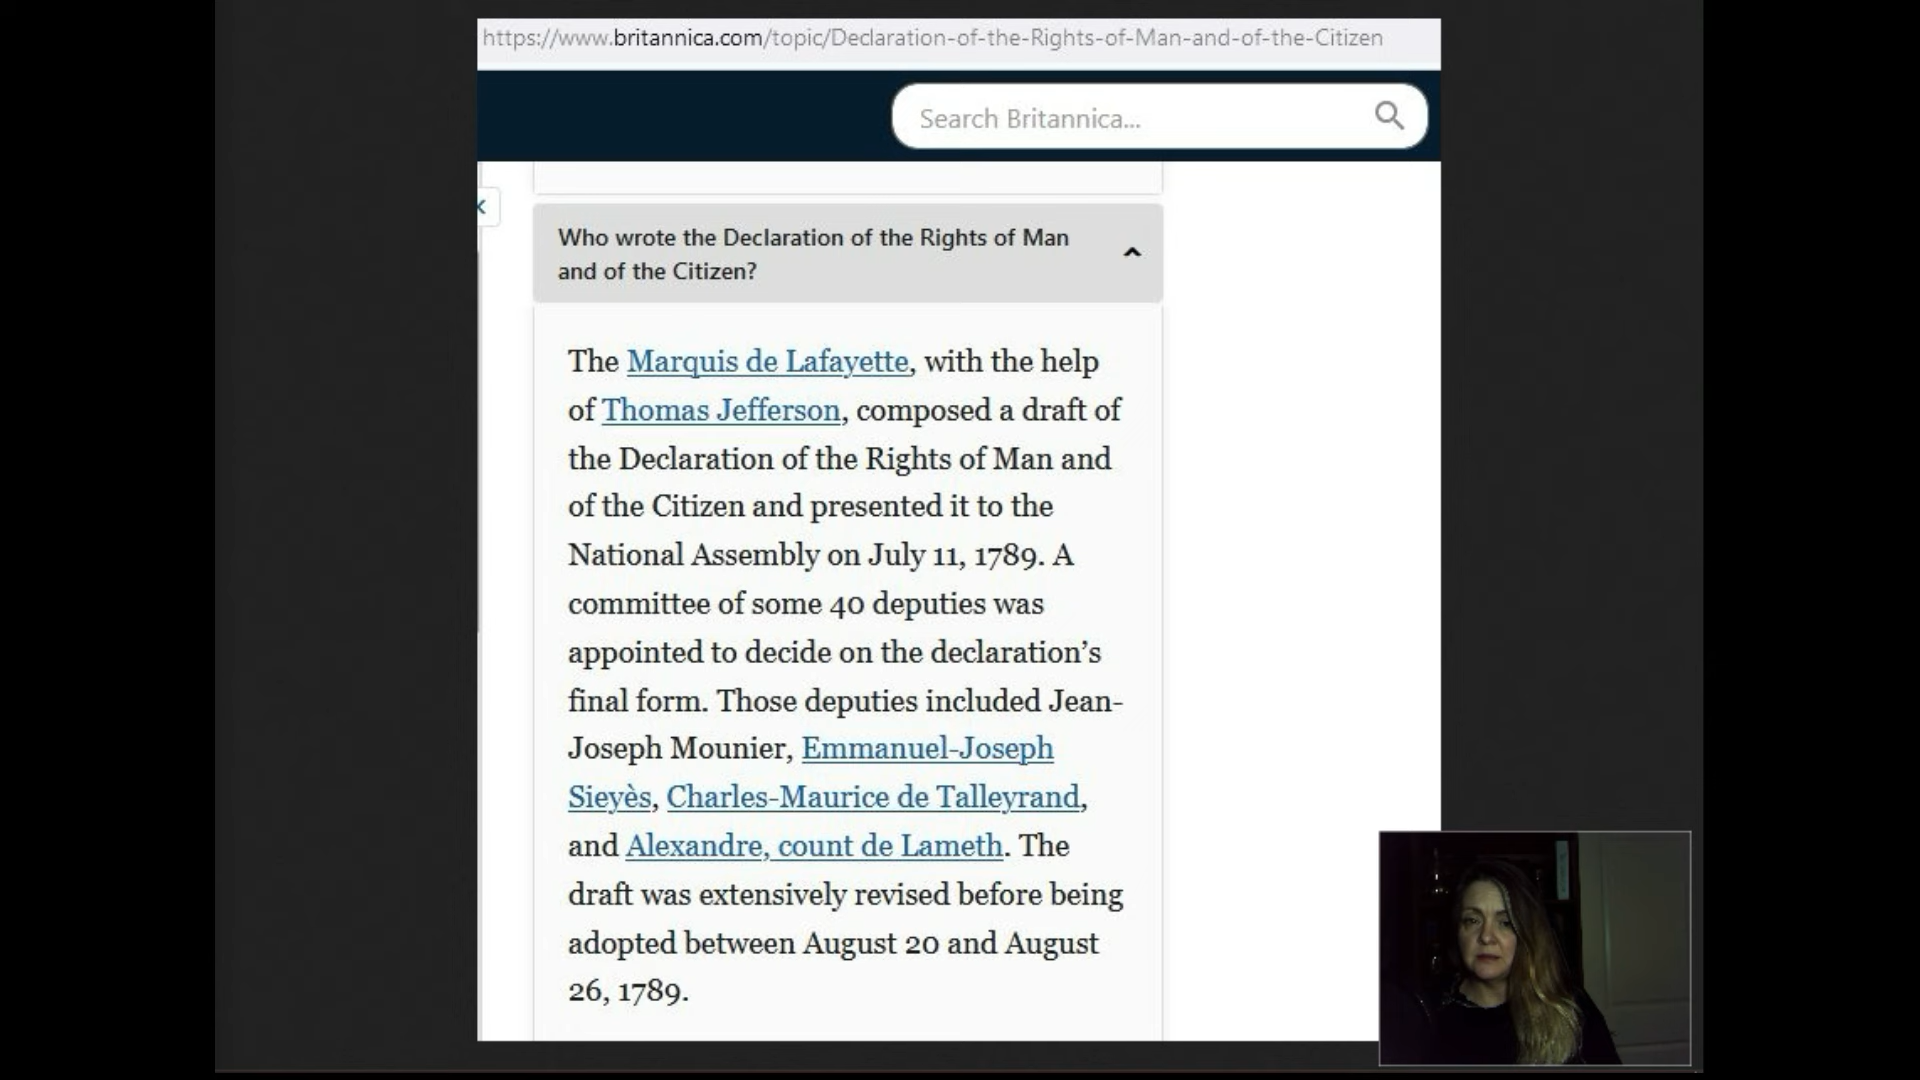 https://www.britannica.com/topic/Declaration-of-the-Rights-of-Man-and-of-the-Citizen
Search Britannica...
Who wrote the Declaration of the Rights of Man
and of the Citizen?
The Marquis de Lafayette, with the help
of Thomas Jefferson, composed a draft of
the Declaration of the Rights of Man and
of the Citizen and presented it to the
National Assembly on July 11, 1789. A
committee of some 40 deputies was
appointed to decide on the declaration’s
final form. Those deputies included Jean-
Joseph Mounier, Emmanuel-Joseph
Sieyès, Charles-Maurice de Talleyrand,
and Alexandre, count de Lameth. The
draft was extensively revised before being
adopted between August 20 and August
26, 1789.